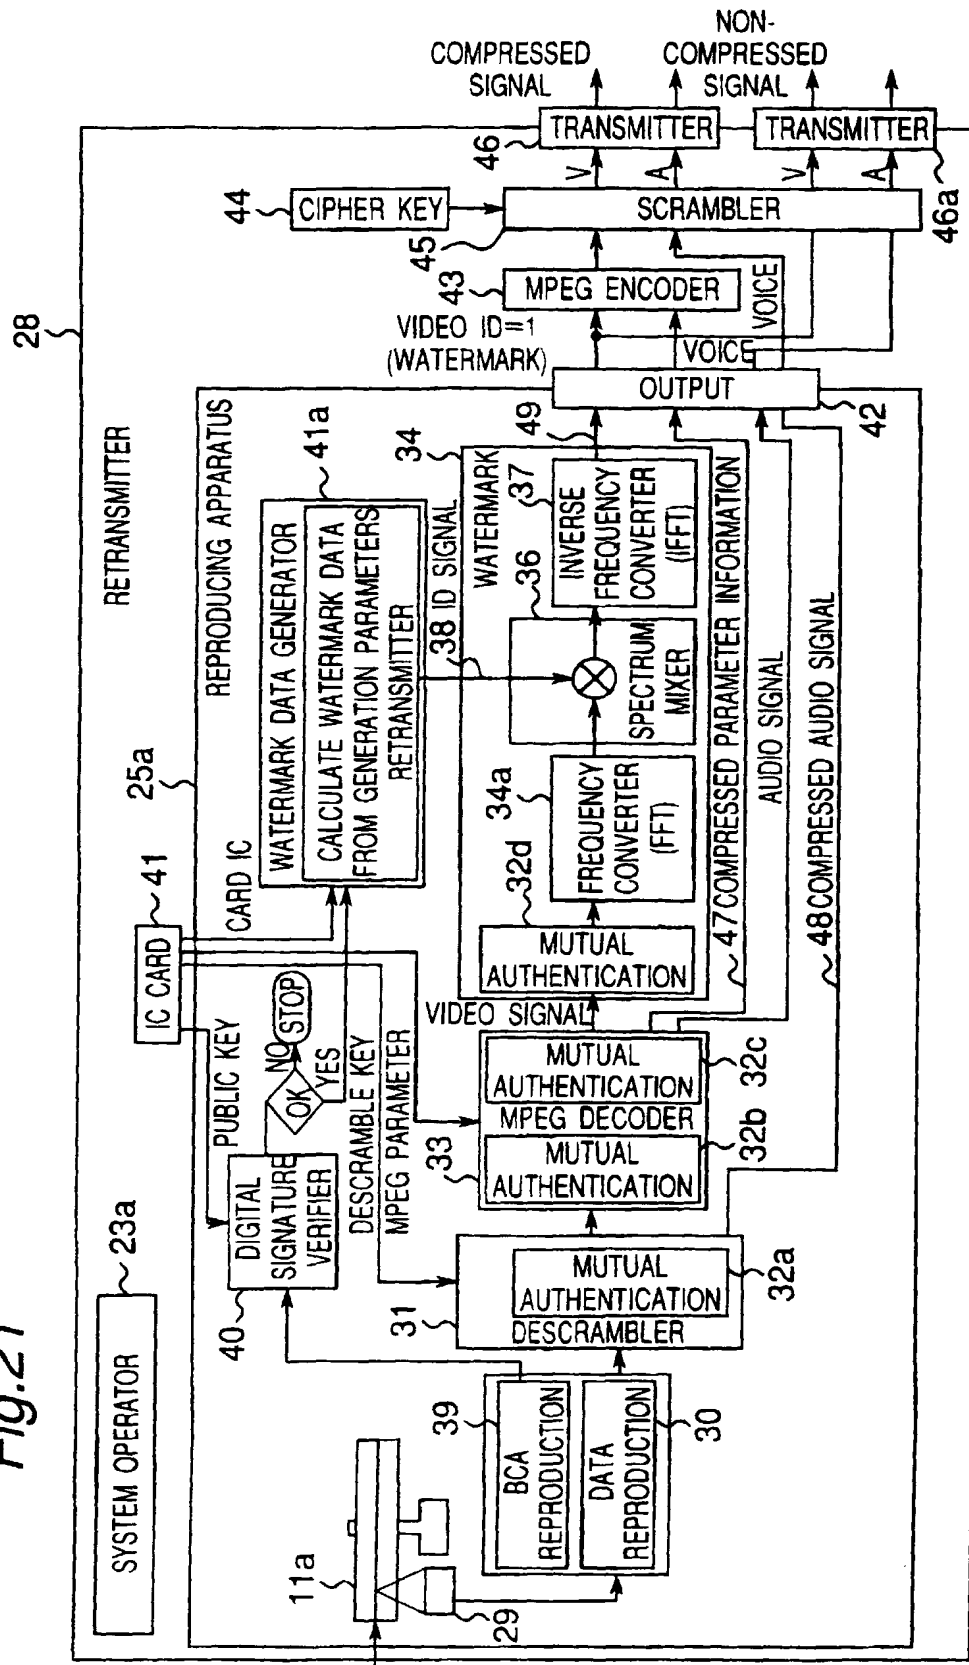 Fig.21
SYSTEM OPERATOR
23a
RETRANSMITTER
28
REPRODUCING APPARATUS
25a
11a
29
BCA
REPRODUCTION
39
DATA
REPRODUCTION
30
DIGITAL
SIGNATURE
VERIFIER
40
PUBLIC KEY
IC CARD
41
CARD IC
OK
NO
STOP
YES
DESCRAMBLE KEY
MPEG PARAMETER
31
MUTUAL
AUTHENTICATION
DESCRAMBLER
32a
33
MUTUAL
AUTHENTICATION
MPEG DECODER
MUTUAL
AUTHENTICATION
32c
32b
VIDEO SIGNAL
WATERMARK DATA GENERATOR
CALCULATE WATERMARK DATA
FROM GENERATION PARAMETERS
RETRANSMITTER
41a
38 ID SIGNAL
34
WATERMARK
MUTUAL
AUTHENTICATION
32d
FREQUENCY
CONVERTER
(FFT)
34a
SPECTRUM
MIXER
36
INVERSE
FREQUENCY
CONVERTER
(IFFT)
37
49
47 COMPRESSED PARAMETER INFORMATION
AUDIO SIGNAL
48 COMPRESSED AUDIO SIGNAL
OUTPUT
42
VIDEO ID=1
(WATERMARK)
VOICE
VOICE
MPEG ENCODER
43
CIPHER KEY
44
SCRAMBLER
45
V
A
V
A
TRANSMITTER
46
TRANSMITTER
46a
COMPRESSED
SIGNAL
NON-
COMPRESSED
SIGNAL